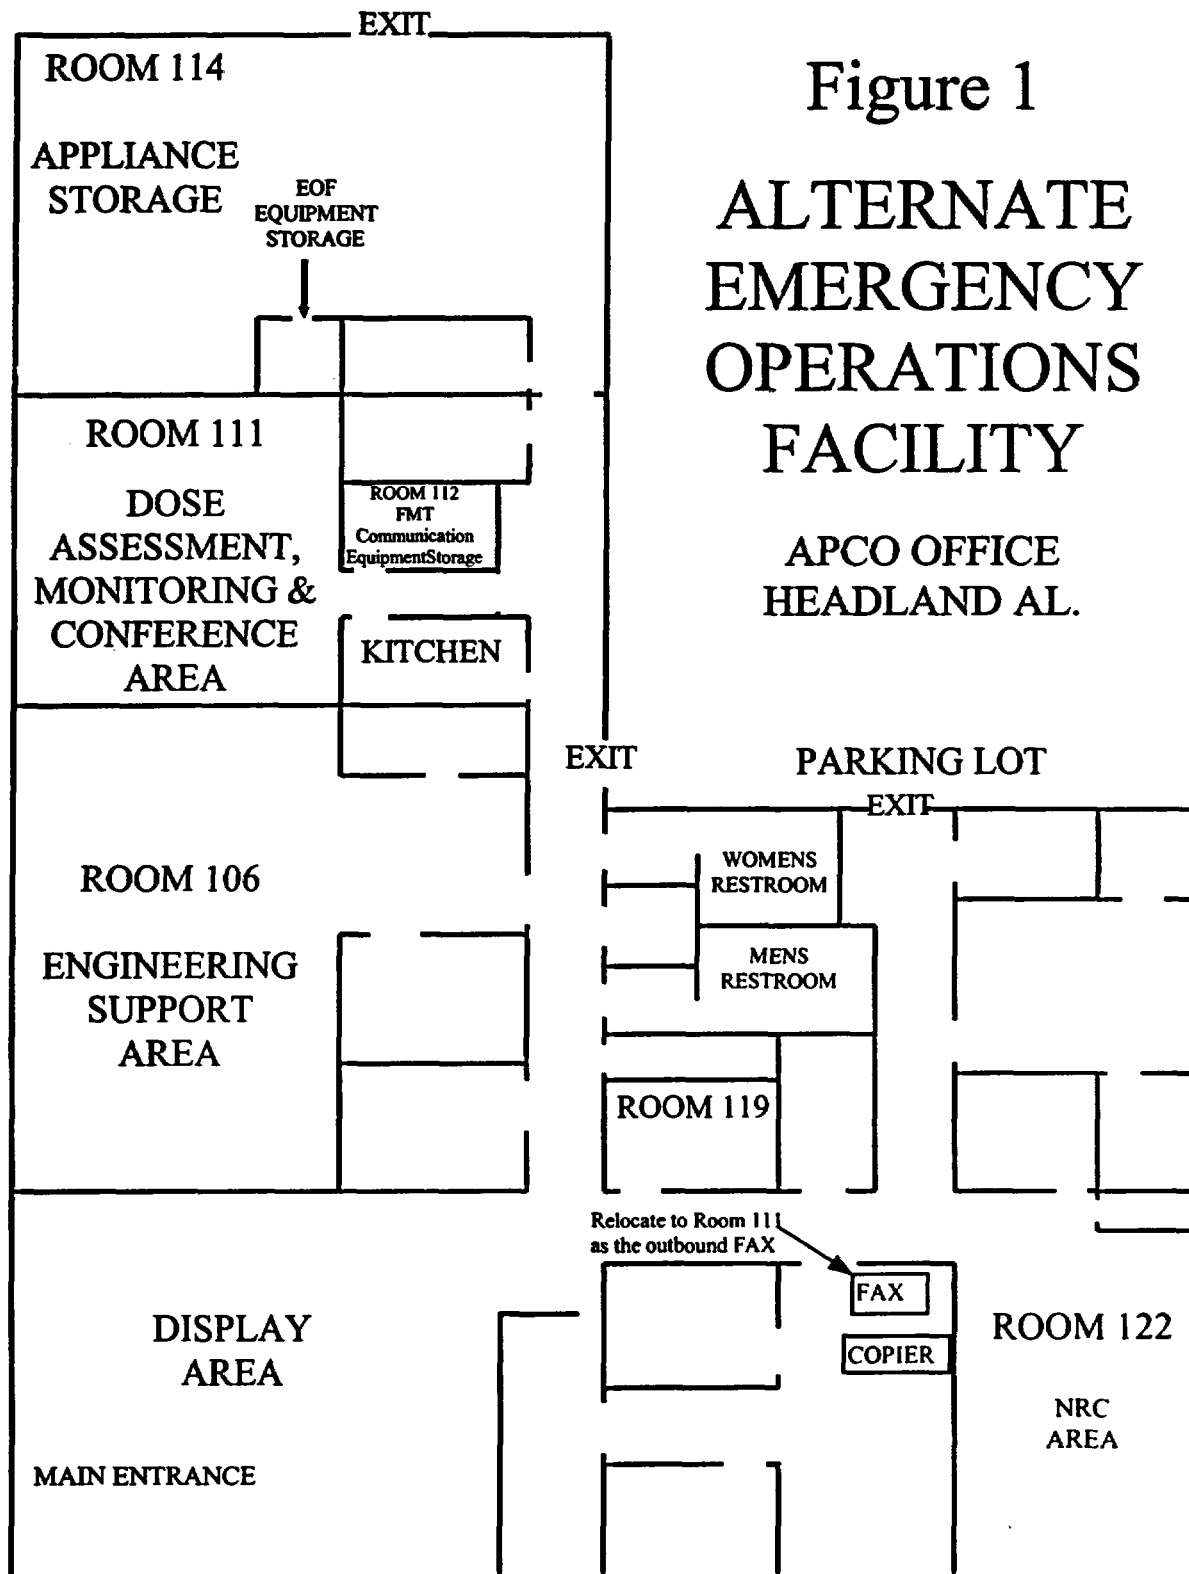 EXIT
ROOM 114
Figure 1
APPLIANCE
STORAGE
EOF
EQUIPMENT
STORAGE
ALTERNATE
EMERGENCY
OPERATIONS
FACILITY
APCO OFFICE
HEADLAND AL.
ROOM 111
DOSE
ASSESSMENT,
MONITORING &
CONFERENCE
AREA
ROOM 112
FMT
Communication
EquipmentStorage
KITCHEN
EXIT
PARKING LOT
EXIT
WOMENS
RESTROOM
ROOM 106
ENGINEERING
SUPPORT
AREA
MENS
RESTROOM
ROOM 119
Relocate to Room 111
as the outbound FAX
FAX
COPIER
DISPLAY
AREA
ROOM 122
NRC
AREA
MAIN ENTRANCE